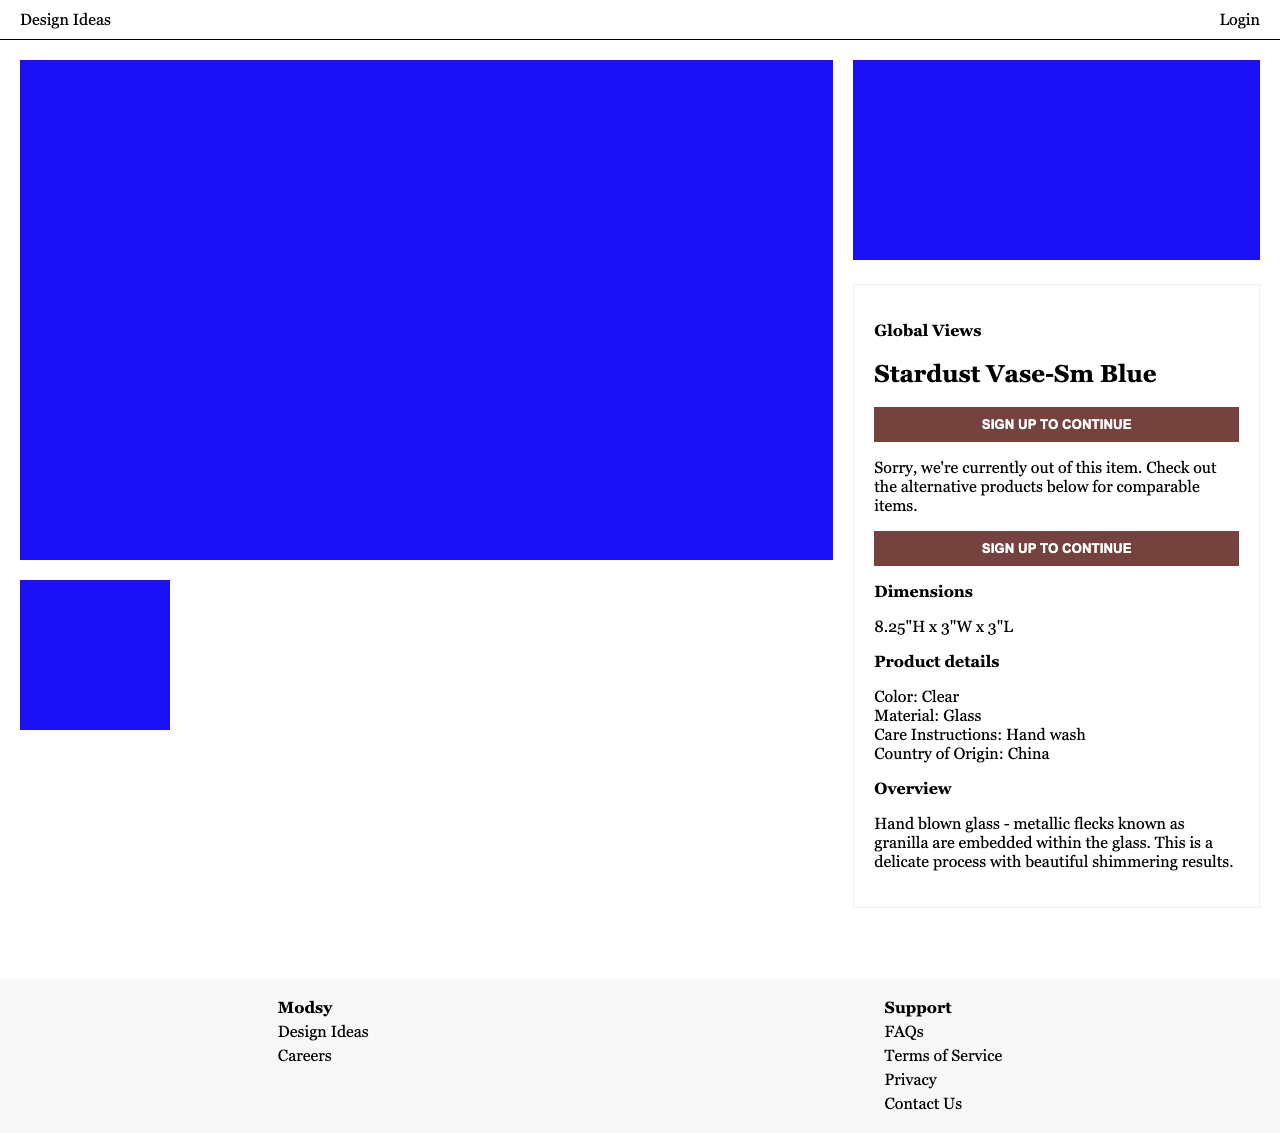 Design Ideas
Login
Global Views
Stardust Vase-Sm Blue
SIGN UP TO CONTINUE
Sorry, we're currently out of this item. Check out
the alternative products below for comparable
items.
SIGN UP TO CONTINUE
Dimensions
8.25"H x 3"W x 3"L
Product details
Color: Clear
Material: Glass
Care Instructions: Hand wash
Country of Origin: China
Overview
Hand blown glass - metallic flecks known as
granilla are embedded within the glass. This is a
delicate process with beautiful shimmering results.
Modsy
Design Ideas
Careers
Support
FAQs
Terms of Service
Privacy
Contact Us